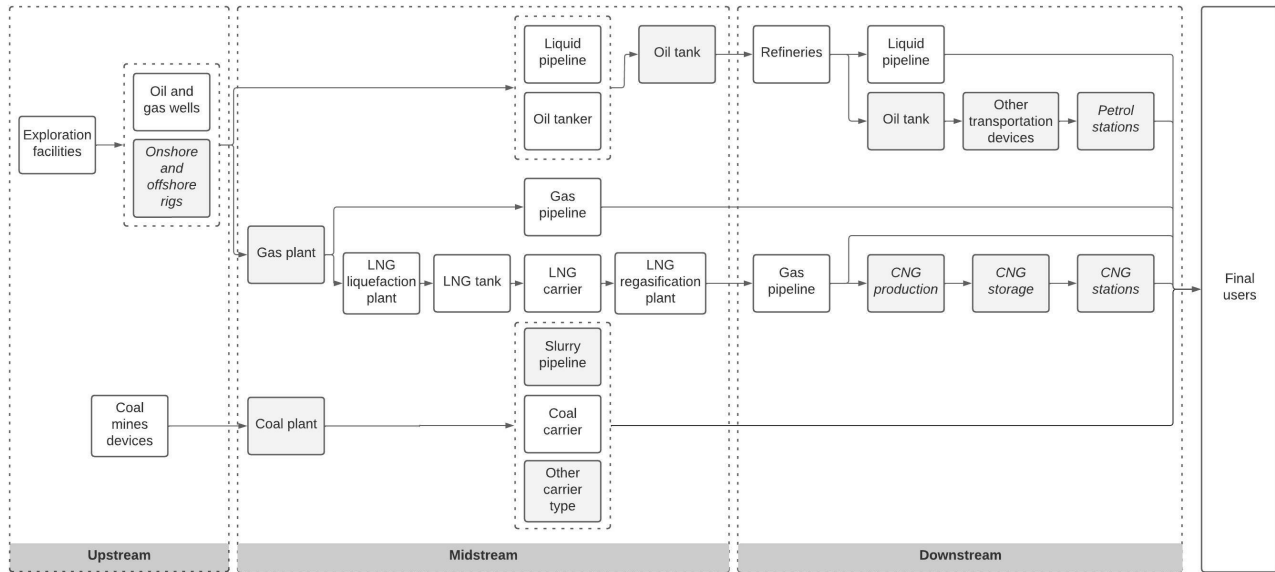 Exploration
facilities
Oil and
gas wells
Onshore
and
offshore
rigs
Coal
mines
devices
Upstream
Liquid
pipeline
Oil tanker
Oil tank
Gas plant
Gas
pipeline
LNG
liquefaction
plant
LNG tank
LNG
carrier
LNG
regasification
plant
Coal plant
Slurry
pipeline
Coal
carrier
Other
carrier
type
Midstream
Refineries
Liquid
pipeline
Oil tank
Other
transportation
devices
Petrol
stations
Gas
pipeline
CNG
production
CNG
storage
CNG
stations
Downstream
Final
users